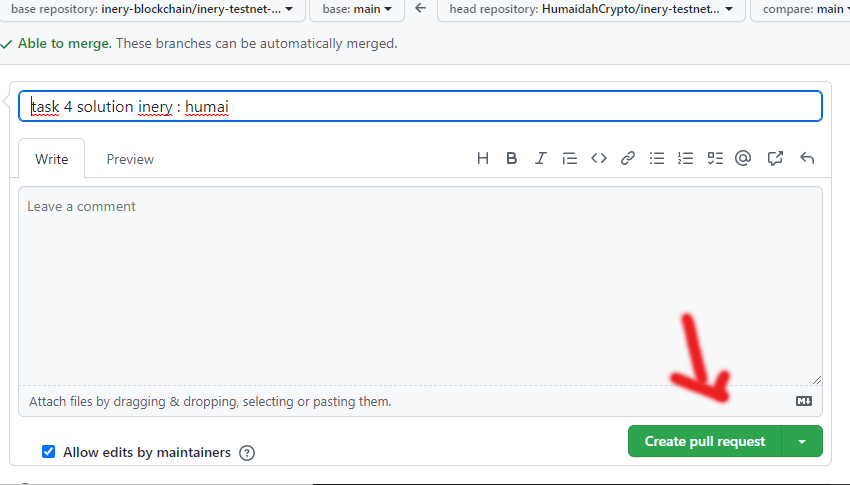 base repository: inery-blockchain/inery-testnet-... base: main head repository: HumaidahCrypto/inery-testnet... compare: main
Able to merge. These branches can be automatically merged.
task 4 solution inery : humai
Write Preview H B I
Leave a comment
Attach files by dragging & dropping, selecting or pasting them. M
Create pull request
Allow edits by maintainers ?